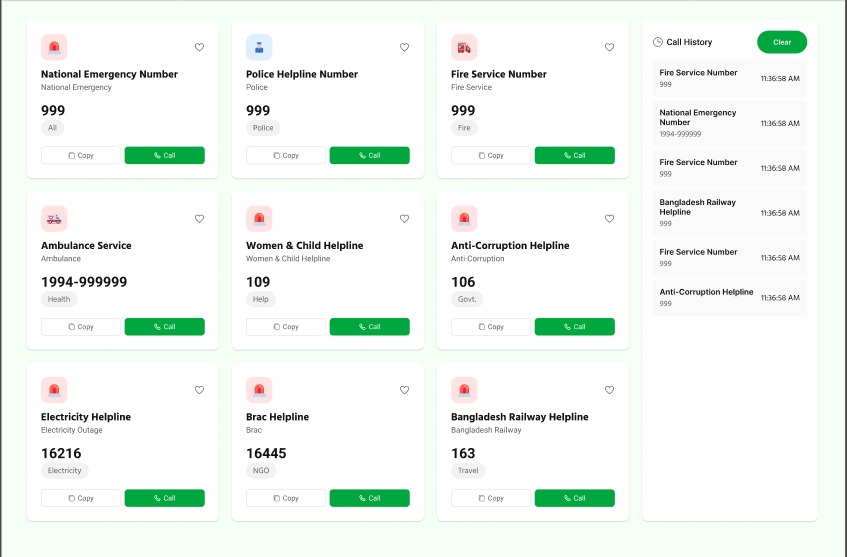 National Emergency Number
National Emergency
999
All
Copy
Call
Police Helpline Number
Police
999
Police
Copy
Call
Fire Service Number
Fire Service
999
Fire
Copy
Call
Ambulance Service
Ambulance
1994-999999
Health
Copy
Call
Women & Child Helpline
Women & Child Helpline
109
Help
Copy
Call
Anti-Corruption Helpline
Anti-Corruption
106
Govt.
Copy
Call
Electricity Helpline
Electricity Outage
16216
Electricity
Copy
Call
Brac Helpline
Brac
16445
NGO
Copy
Call
Bangladesh Railway Helpline
Bangladesh Railway
163
Travel
Copy
Call
Call History
Clear
Fire Service Number
999
11:36:58 AM
National Emergency
Number
1994-999999
11:36:58 AM
Fire Service Number
999
11:36:58 AM
Bangladesh Railway
Helpline
999
11:36:58 AM
Fire Service Number
999
11:36:58 AM
Anti-Corruption Helpline
999
11:36:58 AM